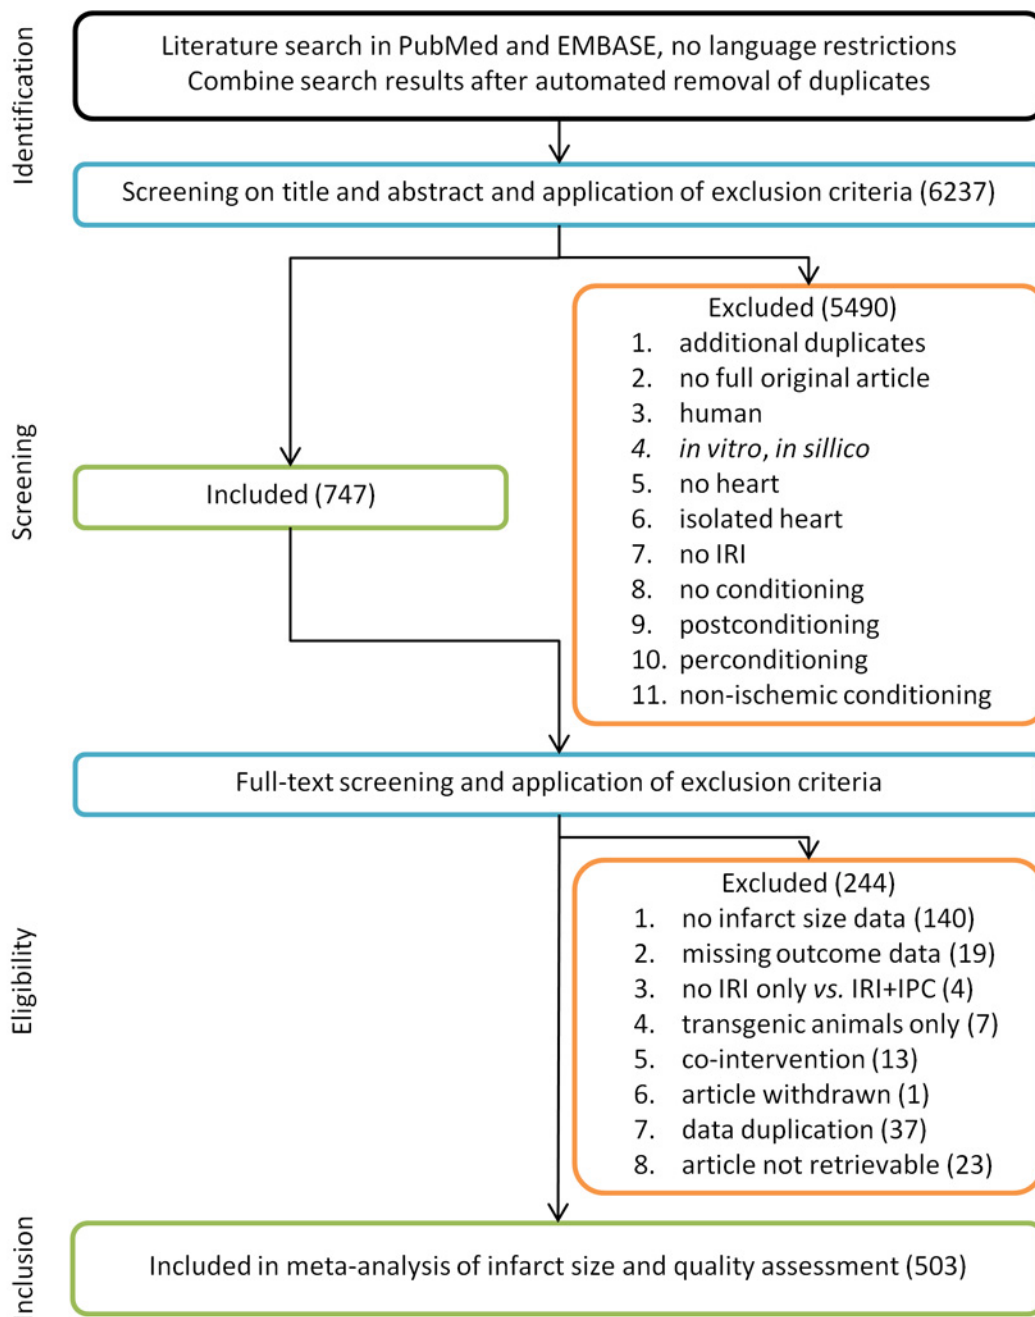 Identification
Literature search in PubMed and EMBASE, no language restrictions
Combine search results after automated removal of duplicates
Screening on title and abstract and application of exclusion criteria (6237)
Screening
Excluded (5490)
1. additional duplicates
2. no full original article
3. human
4. in vitro, in sillico
5. no heart
6. isolated heart
7. no IRI
8. no conditioning
9. postconditioning
10. perconditioning
11. non-ischemic conditioning
Included (747)
Full-text screening and application of exclusion criteria
Eligibility
Excluded (244)
1. no infarct size data (140)
2. missing outcome data (19)
3. no IRI only vs. IRI+IPC (4)
4. transgenic animals only (7)
5. co-intervention (13)
6. article withdrawn (1)
7. data duplication (37)
8. article not retrievable (23)
Inclusion
Included in meta-analysis of infarct size and quality assessment (503)